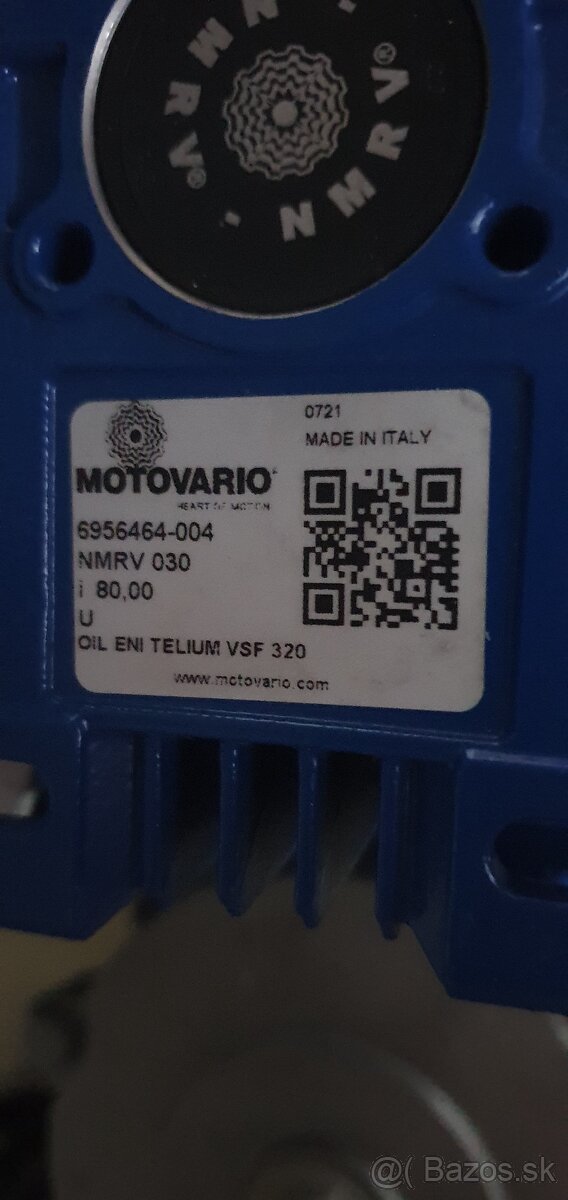 NMRV®
NMRV®
0721
MADE IN ITALY
MOTOVARIO
HEART OF MOTION
6956464-004
NMRV 030
i 80,00
U
OIL ENI TELIUM VSF 320
www.motovario.com
@( Bazos.sk